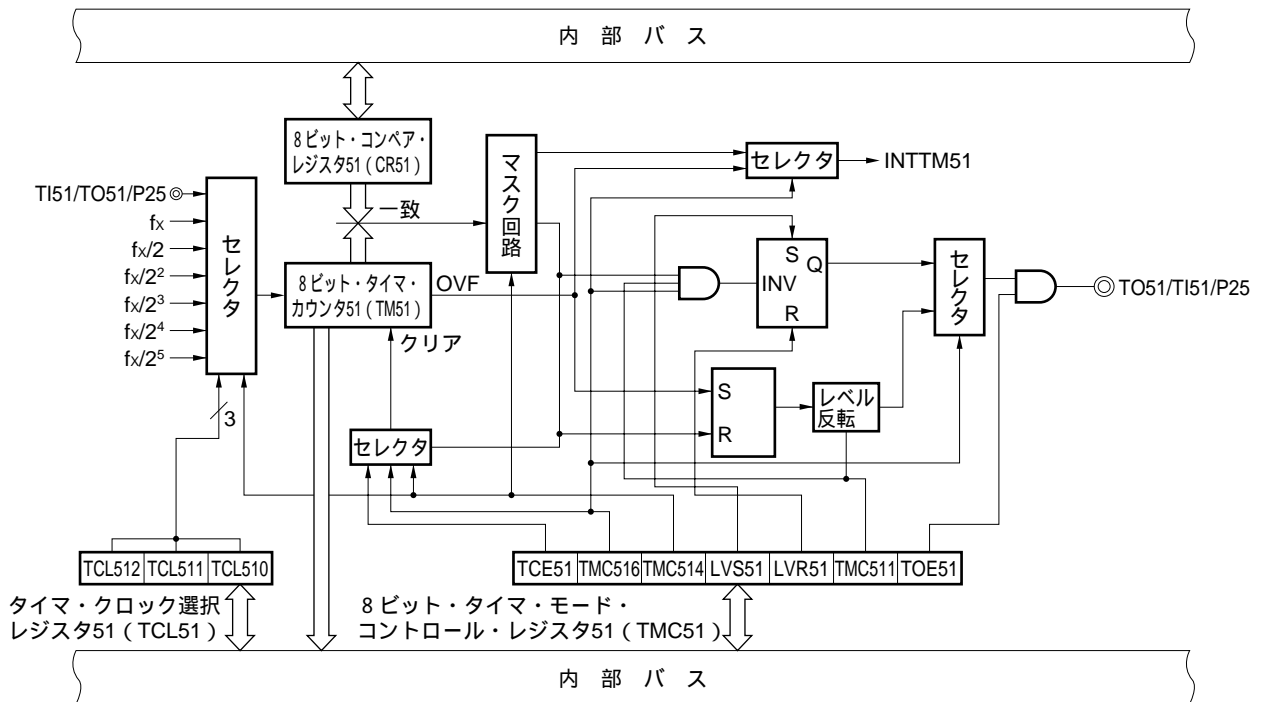 内 部 バ ス
8ビット・コンペア・
レジスタ51（CR51）
マスク回路
セレクタ
INTTM51
TI51/TO51/P25
fX
fX/2
fX/2²
fX/2³
fX/2⁴
fX/2⁵
セレクタ
一致
8ビット・タイマ・
カウンタ51（TM51）
OVF
クリア
S
INV
Q
R
セレクタ
TO51/TI51/P25
S
R
レベル
反転
3
セレクタ
TCL512 TCL511 TCL510
TCE51 TMC516 TMC514 LVS51 LVR51 TMC511 TOE51
タイマ・クロック選択
レジスタ51（TCL51）
8ビット・タイマ・モード・
コントロール・レジスタ51（TMC51）
内 部 バ ス